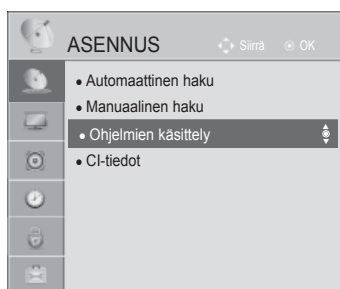 ASENNUS
Siirrä OK
• Automaattinen haku
• Manuaalinen haku
• Ohjelmien käsittely
• CI-tiedot